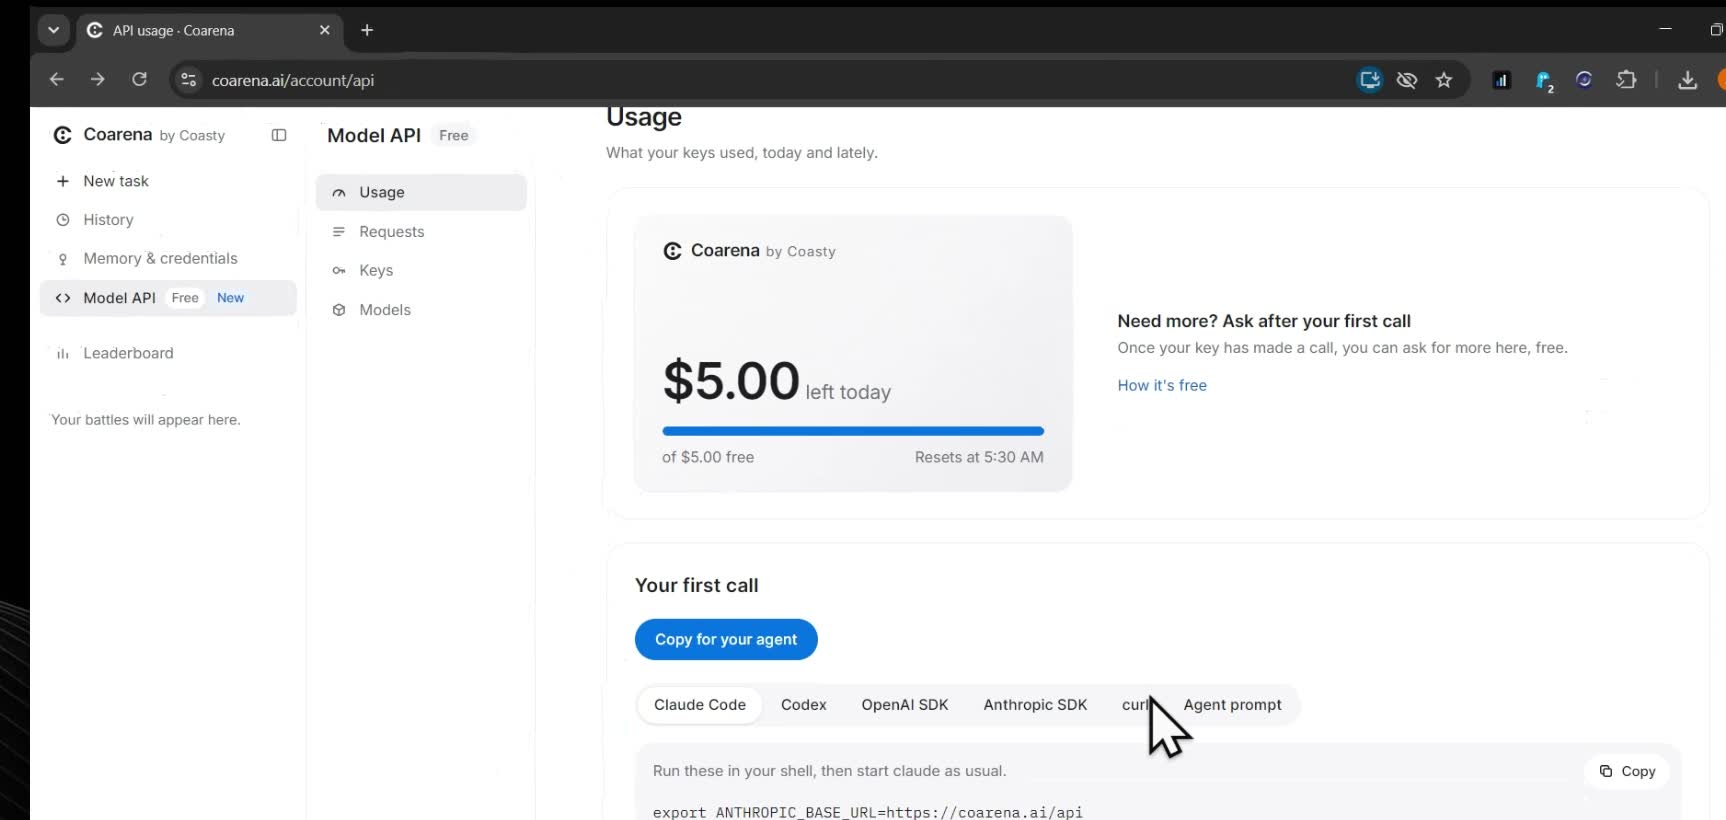 API usage · Coarena
coarena.ai/account/api
2
Coarena by Coasty
New task
History
Memory & credentials
Model API Free New
Leaderboard
Your battles will appear here.
Model API Free
Usage
Requests
Keys
Models
Usage
What your keys used, today and lately.
Coarena by Coasty
$5.00 left today
of $5.00 free Resets at 5:30 AM
Need more? Ask after your first call
Once your key has made a call, you can ask for more here, free.
How it's free
Your first call
Copy for your agent
Claude Code Codex OpenAI SDK Anthropic SDK curl Agent prompt
Run these in your shell, then start claude as usual.
Copy
export ANTHROPIC_BASE_URL=https://coarena.ai/api